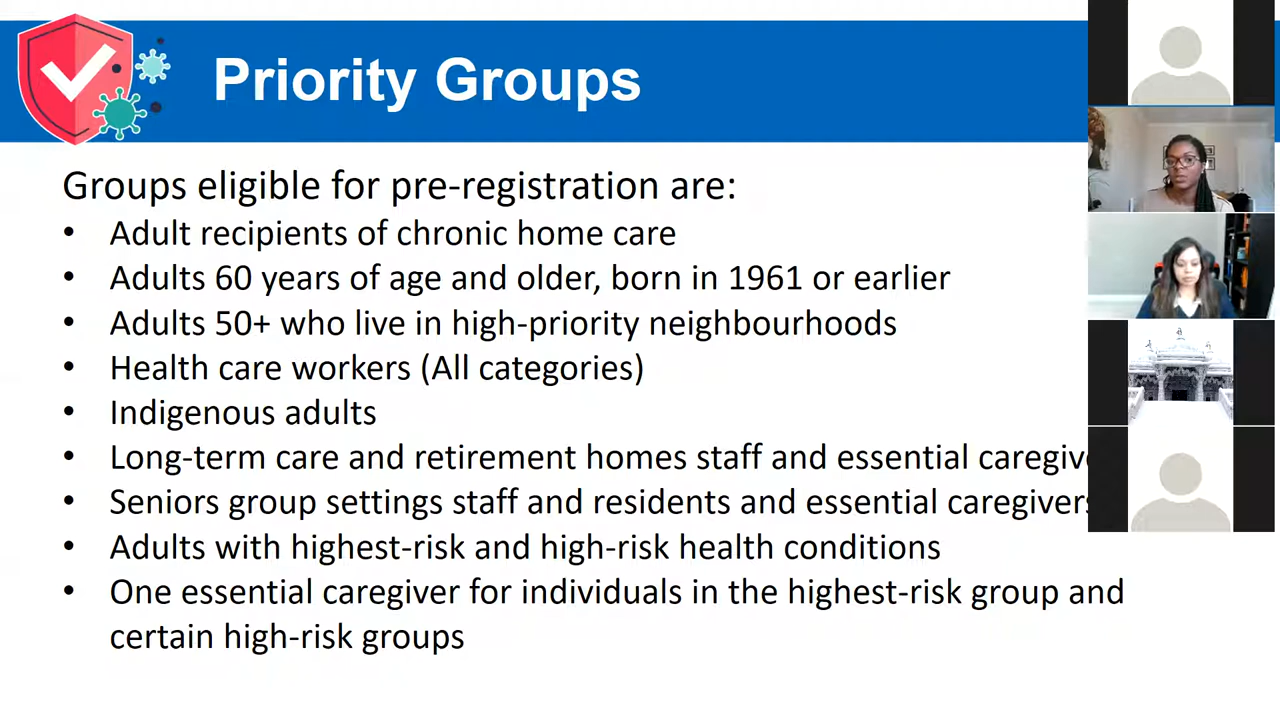 Priority Groups
Groups eligible for pre-registration are:
• Adult recipients of chronic home care
• Adults 60 years of age and older, born in 1961 or earlier
• Adults 50+ who live in high-priority neighbourhoods
• Health care workers (All categories)
• Indigenous adults
• Long-term care and retirement homes staff and essential
• Seniors group settings staff and residents and essential caregivers
• Adults with highest-risk and high-risk health conditions
• One essential caregiver for individuals in the highest-risk group and
certain high-risk groups